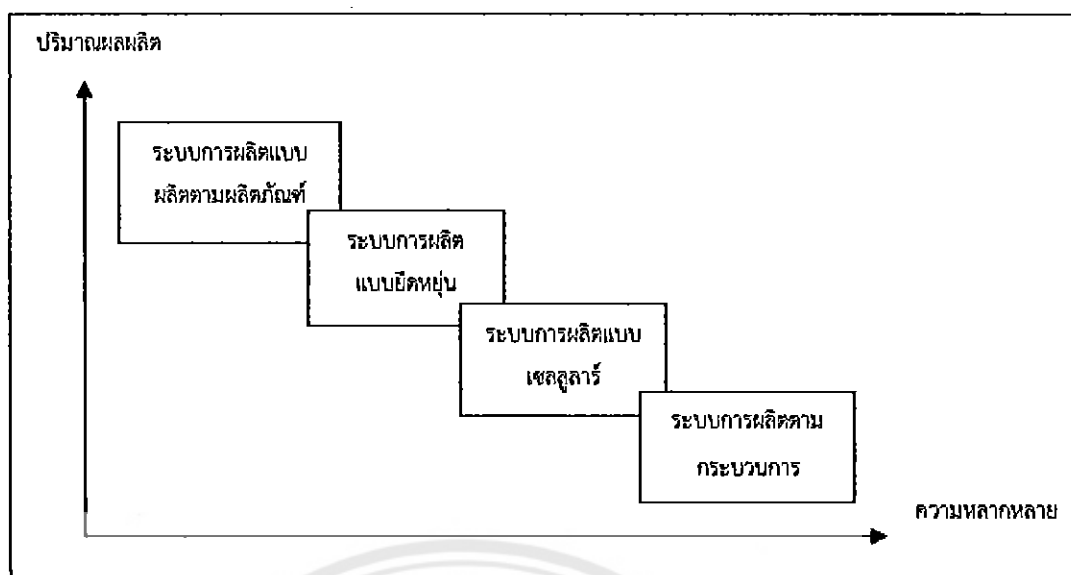 ปริมาณผลผลิต
ระบบการผลิตแบบ
ผลิตตามผลิตภัณฑ์
ระบบการผลิต
แบบยืดหยุ่น
ระบบการผลิตแบบ
เซลลูลาร์
ระบบการผลิตตาม
กระบวนการ
ความหลากหลาย